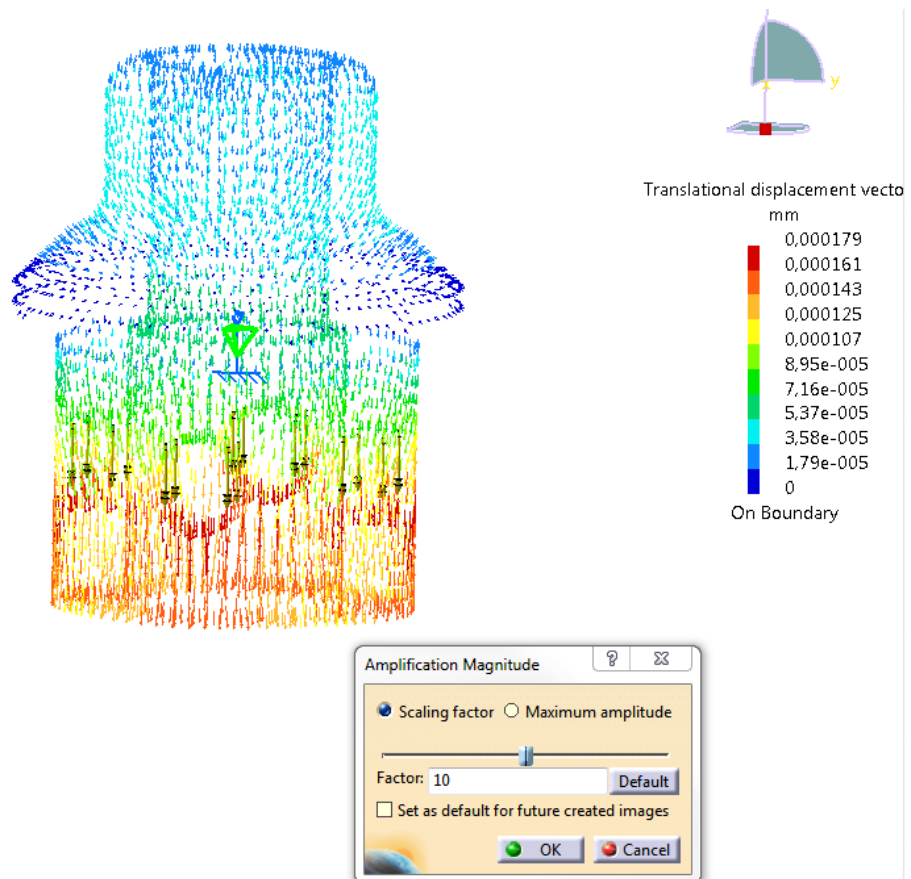 x
y
Translational displacement vecto
mm
0,000179
0,000161
0,000143
0,000125
0,000107
8,95e-005
7,16e-005
5,37e-005
3,58e-005
1,79e-005
0
On Boundary
Amplification Magnitude
Scaling factor Maximum amplitude
Factor: 10 Default
Set as default for future created images
OK Cancel